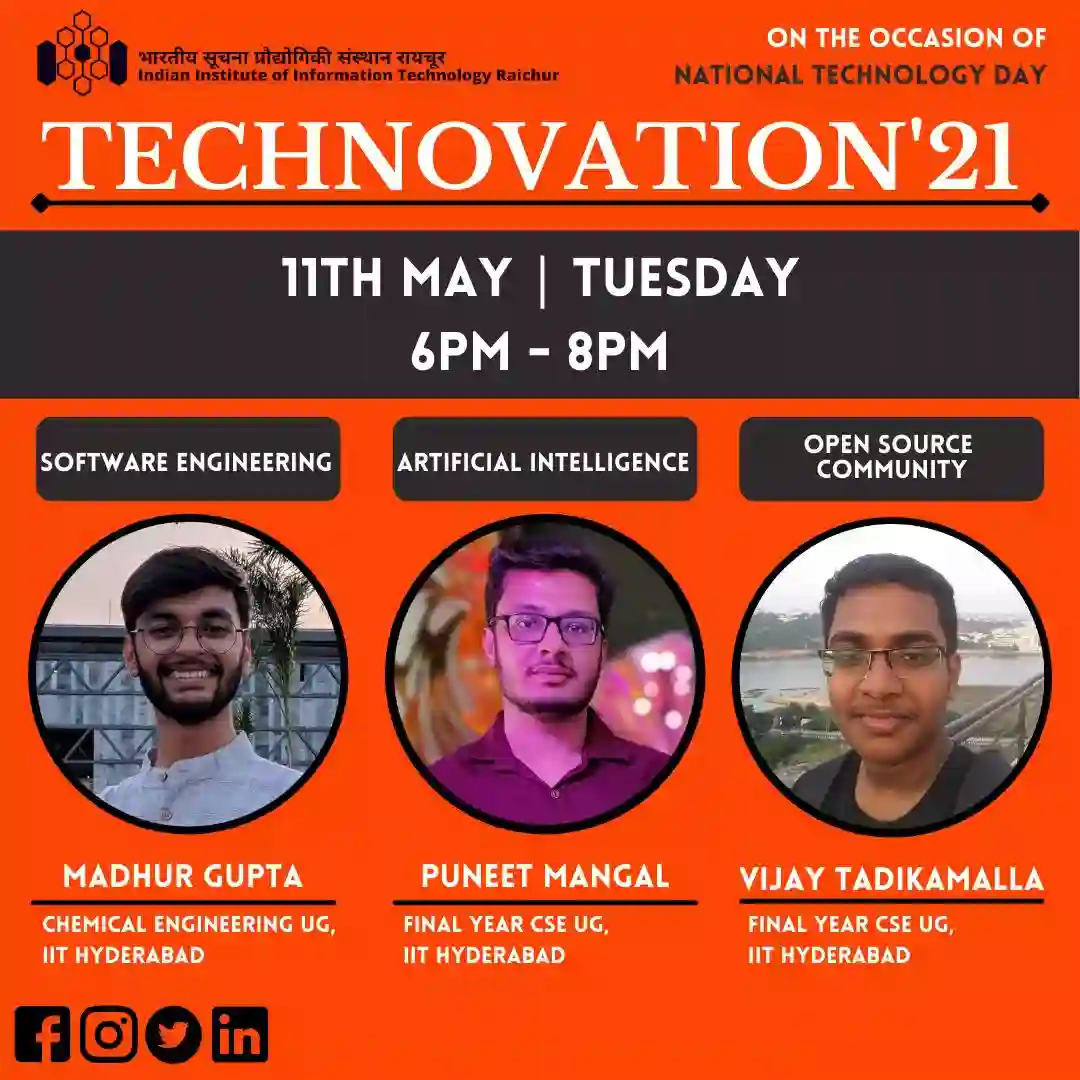 भारतीय सूचना प्रौद्योगिकी संस्थान रायचूर
Indian Institute of Information Technology Raichur
ON THE OCCASION OF
NATIONAL TECHNOLOGY DAY
TECHNOVATION'21
11TH MAY | TUESDAY
6PM - 8PM
SOFTWARE ENGINEERING
ARTIFICIAL INTELLIGENCE
OPEN SOURCE
COMMUNITY
MADHUR GUPTA
CHEMICAL ENGINEERING UG,
IIT HYDERABAD
PUNEET MANGAL
FINAL YEAR CSE UG,
IIT HYDERABAD
VIJAY TADIKAMALLA
FINAL YEAR CSE UG,
IIT HYDERABAD